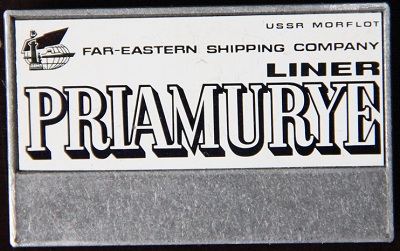 USSR MORFLOT
FAR-EASTERN SHIPPING COMPANY
LINER
PRIAMURYE